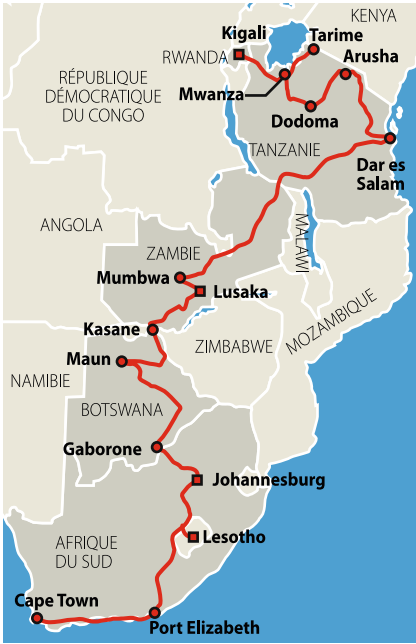 KENYA
Kigali
Tarime
RWANDA
Arusha
RÉPUBLIQUE
DÉMOCRATIQUE
DU CONGO
Mwanza
Dodoma
TANZANIE
Dar es
Salam
ANGOLA
MALAWI
ZAMBIE
Mumbwa
Lusaka
MOZAMBIQUE
Kasane
ZIMBABWE
Maun
NAMIBIE
BOTSWANA
Gaborone
Johannesburg
Lesotho
AFRIQUE
DU SUD
Cape Town
Port Elizabeth